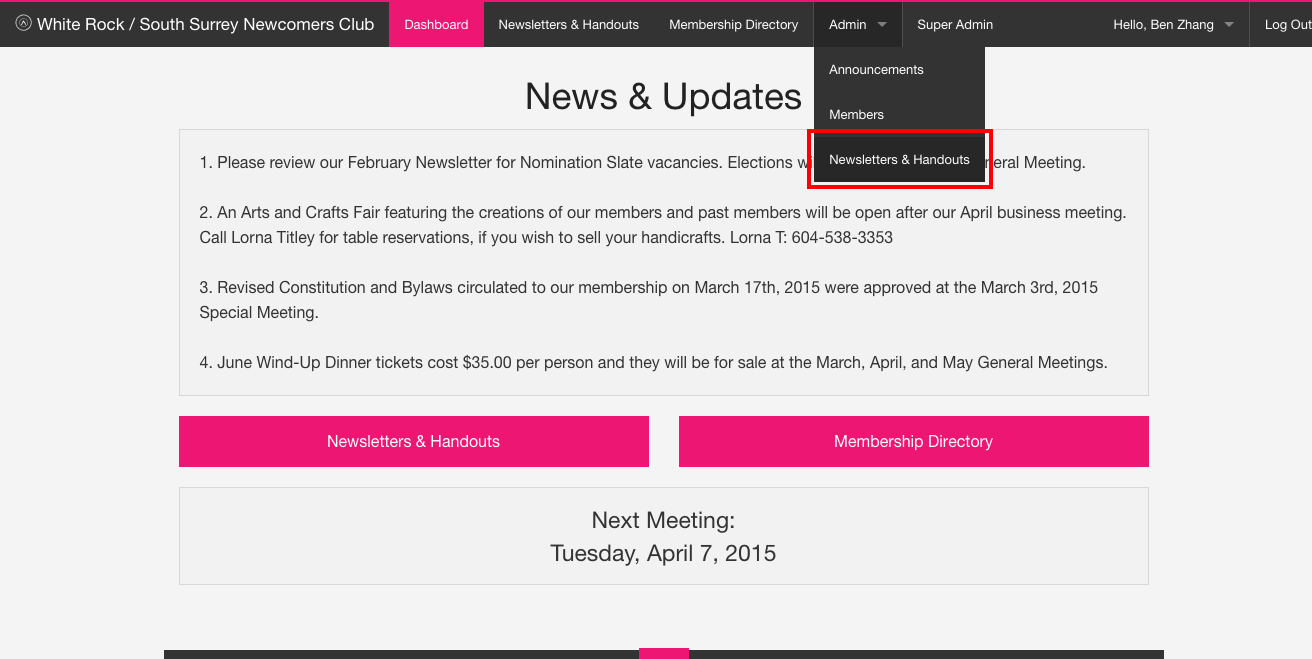 White Rock / South Surrey Newcomers Club Dashboard Newsletters & Handouts Membership Directory Admin Super Admin Hello, Ben Zhang Log Out
Announcements
Members
Newsletters & Handouts
News & Updates
1. Please review our February Newsletter for Nomination Slate vacancies. Elections Meeting.
2. An Arts and Crafts Fair featuring the creations of our members and past members will be open after our April business meeting.
Call Lorna Titley for table reservations, if you wish to sell your handicrafts. Lorna T: 604-538-3353
3. Revised Constitution and Bylaws circulated to our membership on March 17th, 2015 were approved at the March 3rd, 2015
Special Meeting.
4. June Wind-Up Dinner tickets cost $35.00 per person and they will be for sale at the March, April, and May General Meetings.
Newsletters & Handouts Membership Directory
Next Meeting:
Tuesday, April 7, 2015